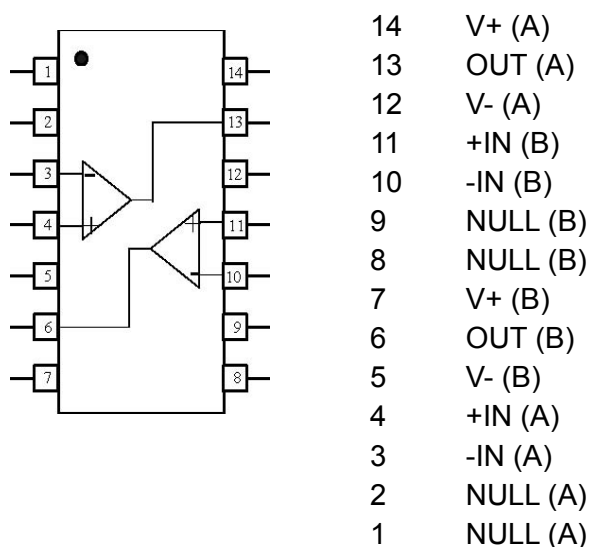 1
14
2
13
3
12
4
11
5
10
6
9
7
8
-
+
+
-
14 V+ (A)
13 OUT (A)
12 V- (A)
11 +IN (B)
10 -IN (B)
9 NULL (B)
8 NULL (B)
7 V+ (B)
6 OUT (B)
5 V- (B)
4 +IN (A)
3 -IN (A)
2 NULL (A)
1 NULL (A)